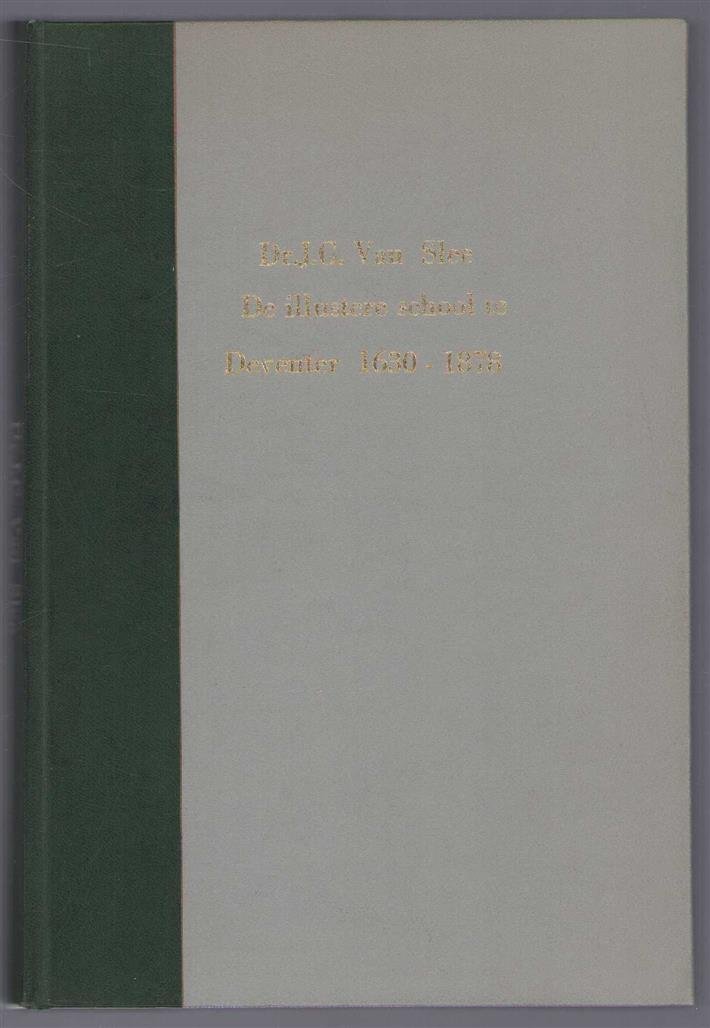 Dr.J.C. Van Slee
De illustere school te
Deventer 1630 - 1878